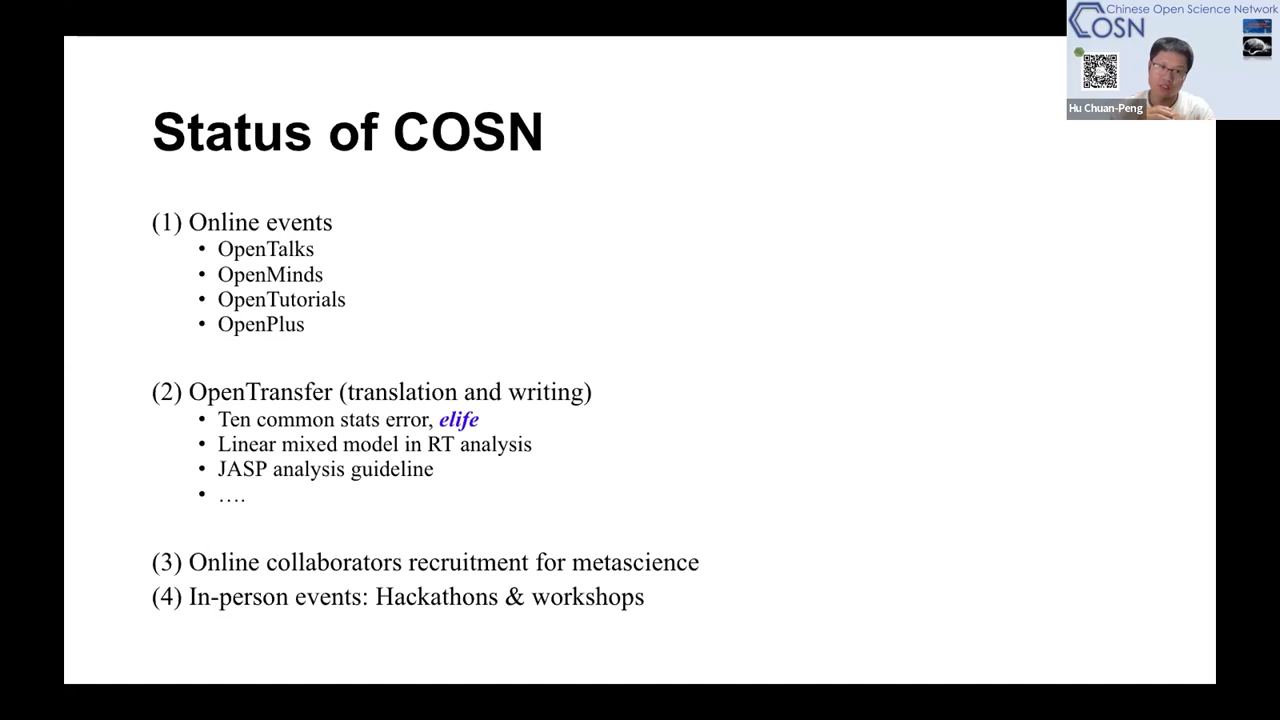 Chinese Open Science Network
COSN
Hu Chuan-Peng
Status of COSN
(1) Online events
• OpenTalks
• OpenMinds
• OpenTutorials
• OpenPlus
(2) OpenTransfer (translation and writing)
• Ten common stats error, elife
• Linear mixed model in RT analysis
• JASP analysis guideline
• ….
(3) Online collaborators recruitment for metascience
(4) In-person events: Hackathons & workshops